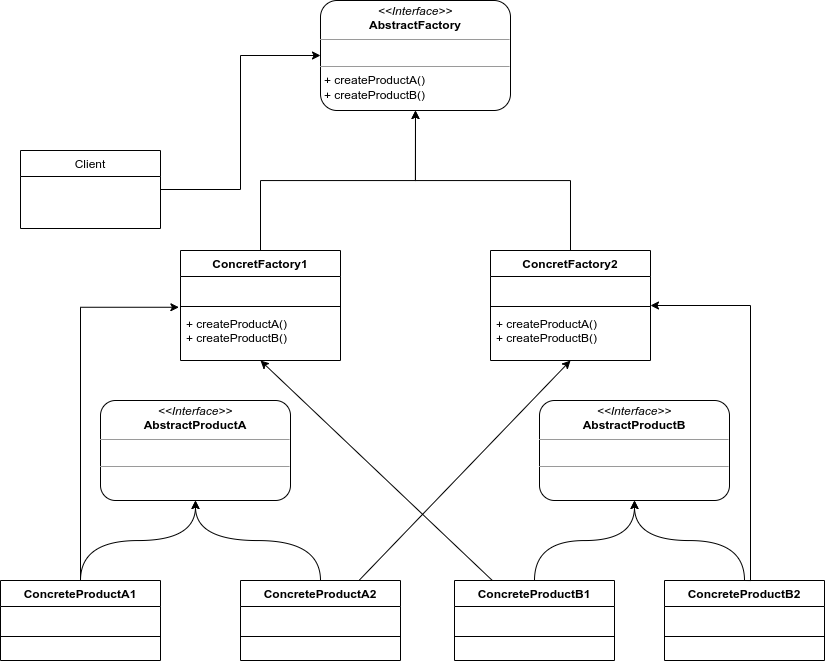 <<Interface>>
AbstractFactory
+ createProductA()
+ createProductB()
Client
ConcretFactory1
+ createProductA()
+ createProductB()
ConcretFactory2
+ createProductA()
+ createProductB()
<<Interface>>
AbstractProductA
<<Interface>>
AbstractProductB
ConcreteProductA1
ConcreteProductA2
ConcreteProductB1
ConcreteProductB2